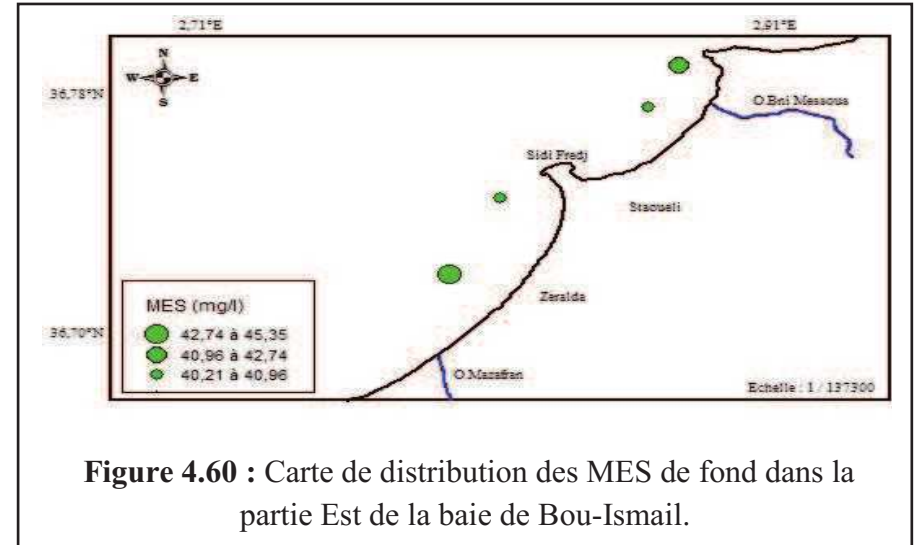 2,71°E 2,91°E
N
W E
S
36,78°N
O.Bni Messous
Sidi Fredj
Staoueli
Zeralda
MES (mg/l)
42,74 à 45,35
40,96 à 42,74
40,21 à 40,96
36,70°N
O.Mazafran
Echelle : 1 / 137300
Figure 4.60 : Carte de distribution des MES de fond dans la
partie Est de la baie de Bou-Ismail.